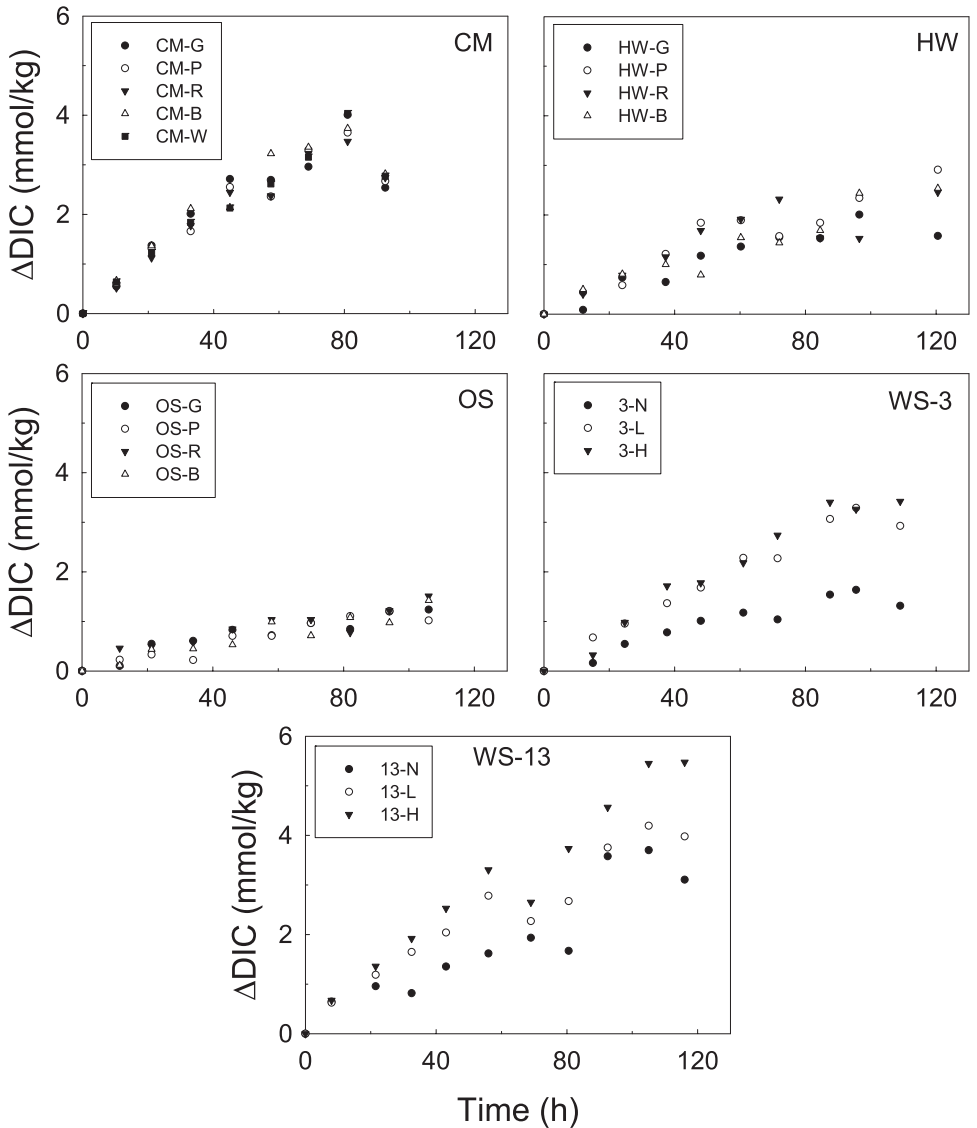 CM
CM-G
CM-P
CM-R
CM-B
CM-W
ΔDIC (mmol/kg)
6
4
2
0
0 40 80 120
HW
HW-G
HW-P
HW-R
HW-B
0 40 80 120
OS
OS-G
OS-P
OS-R
OS-B
ΔDIC (mmol/kg)
6
4
2
0
0 40 80 120
WS-3
3-N
3-L
3-H
0 40 80 120
WS-13
13-N
13-L
13-H
ΔDIC (mmol/kg)
6
4
2
0
0 40 80 120
Time (h)